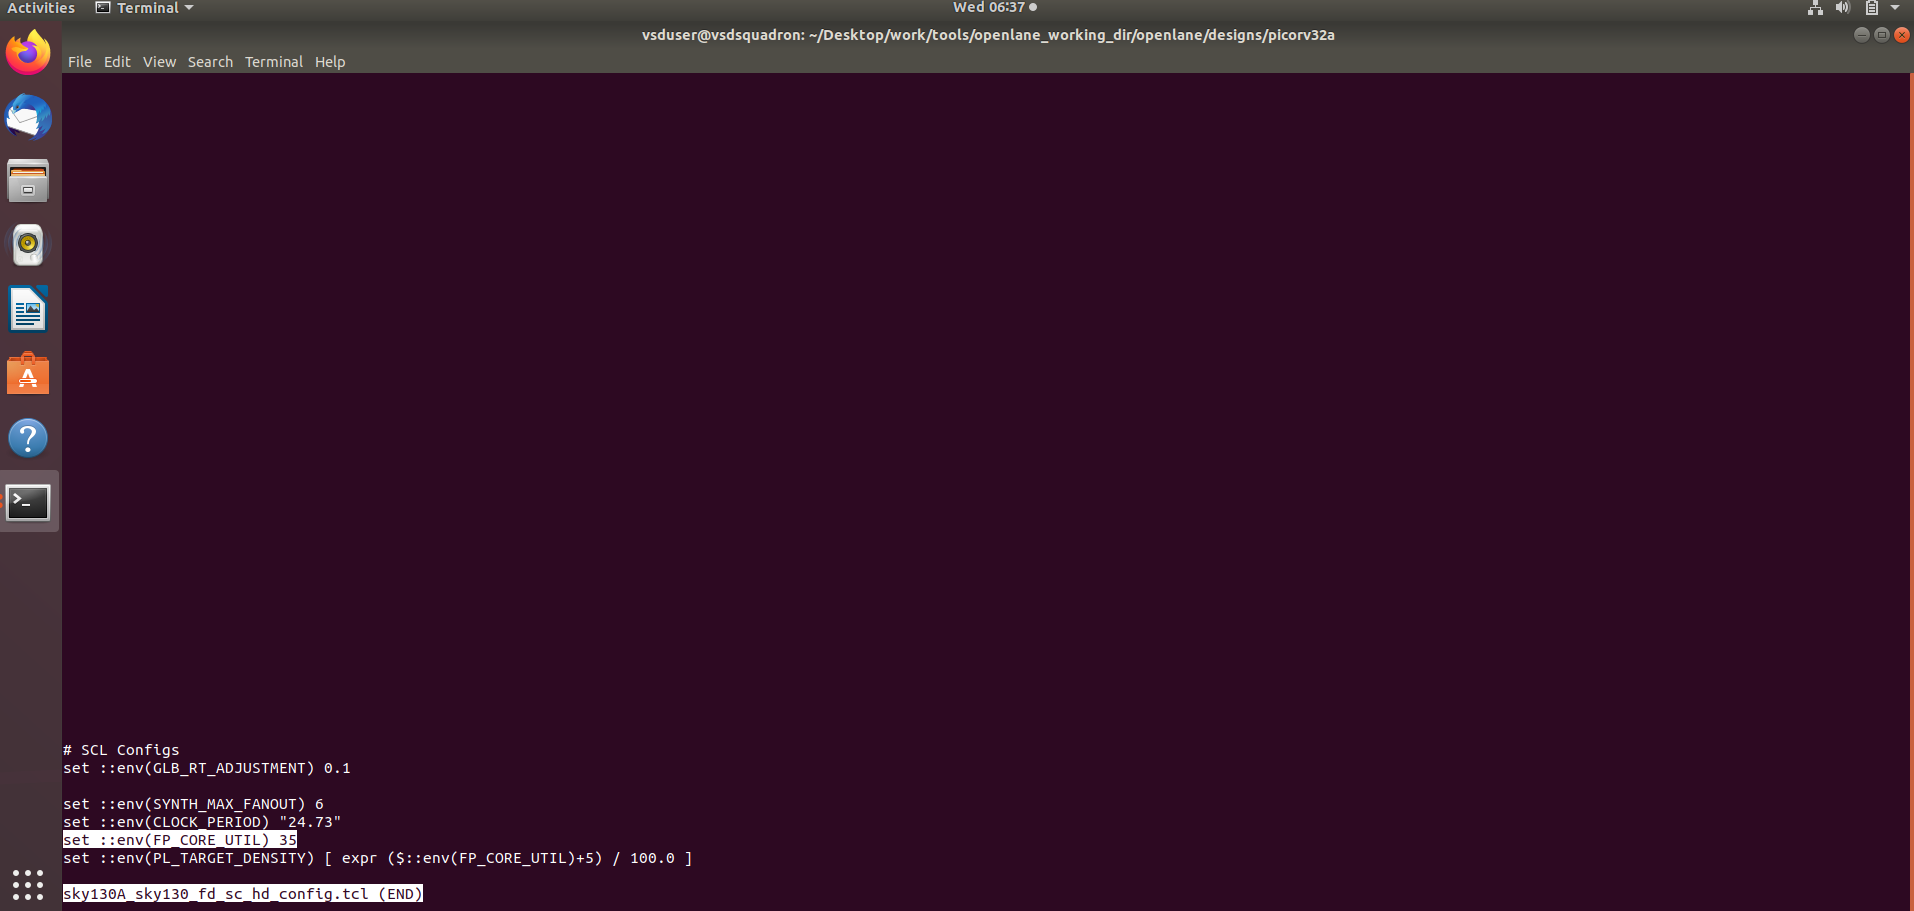 Activities Terminal Wed 06:37
vsduser@vsdsquadron: ~/Desktop/work/tools/openlane_working_dir/openlane/designs/picorv32a
File Edit View Search Terminal Help
# SCL Configs
set ::env(GLB_RT_ADJUSTMENT) 0.1
set ::env(SYNTH_MAX_FANOUT) 6
set ::env(CLOCK_PERIOD) "24.73"
set ::env(FP_CORE_UTIL) 35
set ::env(PL_TARGET_DENSITY) [ expr ($::env(FP_CORE_UTIL)+5) / 100.0 ]
sky130A_sky130_fd_sc_hd_config.tcl (END)